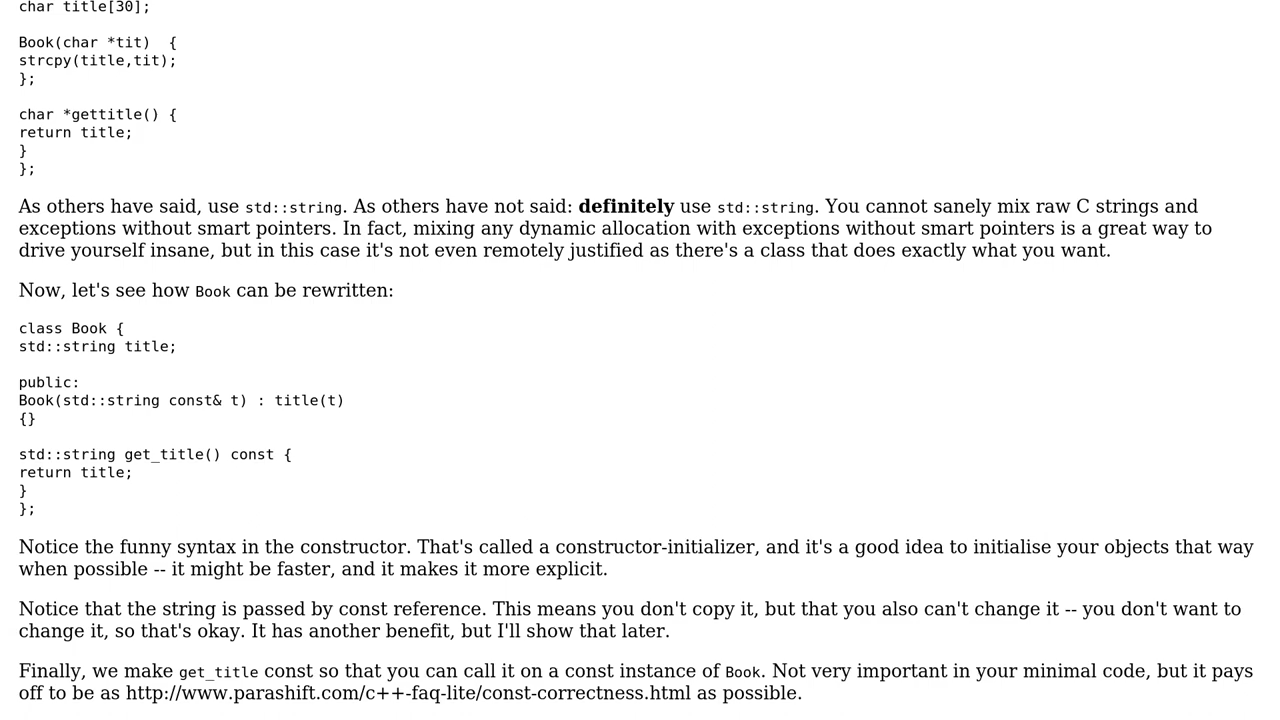 char title[30];
Book(char *tit)  {
strcpy(title,tit);
};
char *gettitle() {
return title;
}
};
As others have said, use std::string. As others have not said: definitely use std::string. You cannot sanely mix raw C strings and
exceptions without smart pointers. In fact, mixing any dynamic allocation with exceptions without smart pointers is a great way to
drive yourself insane, but in this case it's not even remotely justified as there's a class that does exactly what you want.
Now, let's see how Book can be rewritten:
class Book {
std::string title;
public:
Book(std::string const& t) : title(t)
{}
std::string get_title() const {
return title;
}
};
Notice the funny syntax in the constructor. That's called a constructor-initializer, and it's a good idea to initialise your objects that way
when possible -- it might be faster, and it makes it more explicit.
Notice that the string is passed by const reference. This means you don't copy it, but that you also can't change it -- you don't want to
change it, so that's okay. It has another benefit, but I'll show that later.
Finally, we make get_title const so that you can call it on a const instance of Book. Not very important in your minimal code, but it pays
off to be as http://www.parashift.com/c++-faq-lite/const-correctness.html as possible.